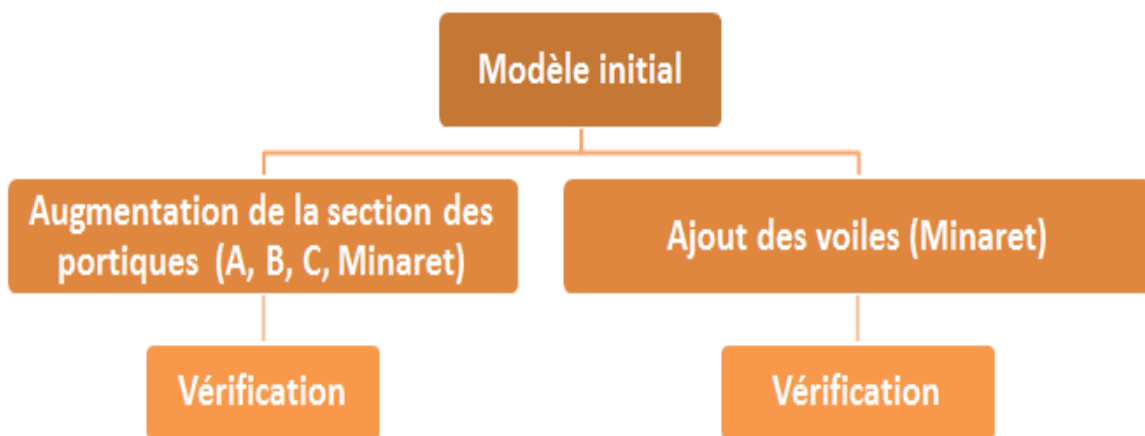 Modèle initial
Augmentation de la section des
portiques (A, B, C, Minaret)
Ajout des voiles (Minaret)
Vérification
Vérification